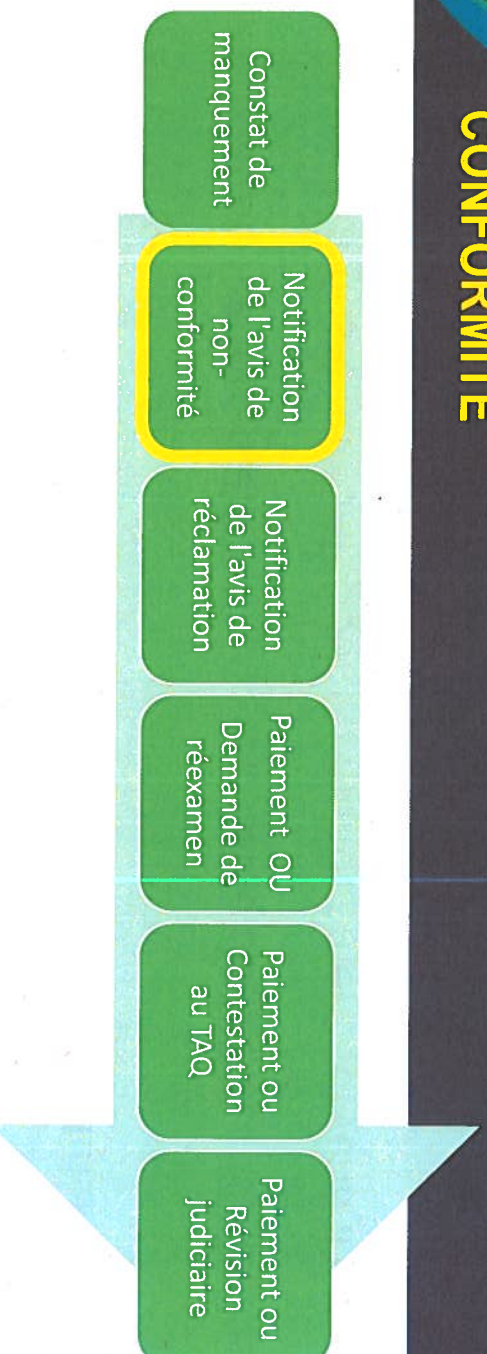 CONFORMITÉ
Constat de
manquement
Notification
de l'avis de
non-
conformité
Notification
de l'avis de
réclamation
Paiement OU
Demande de
réexamen
Paiement ou
Contestation
au TAQ
Paiement ou
Révision
judiciaire